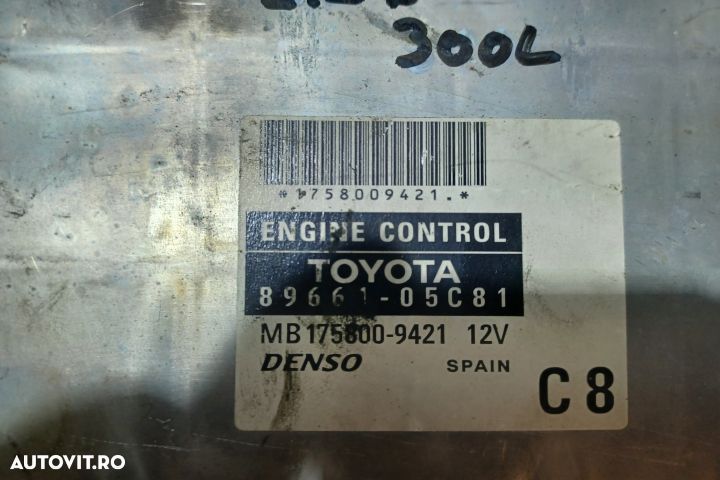 300L
*1758009421.*
ENGINE CONTROL
TOYOTA
89661-05C81
MB175800-9421 12V
DENSO SPAIN
C8
AUTOVIT.RO